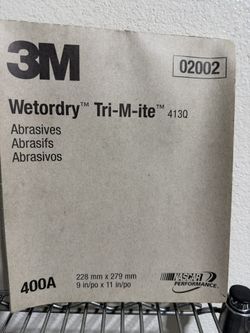 3M
02002
Wetordry™ Tri-M-ite™ 413Q
Abrasives
Abrasifs
Abrasivos
400A
228 mm x 279 mm
9 in/po x 11 in/po
NASCAR
PERFORMANCE